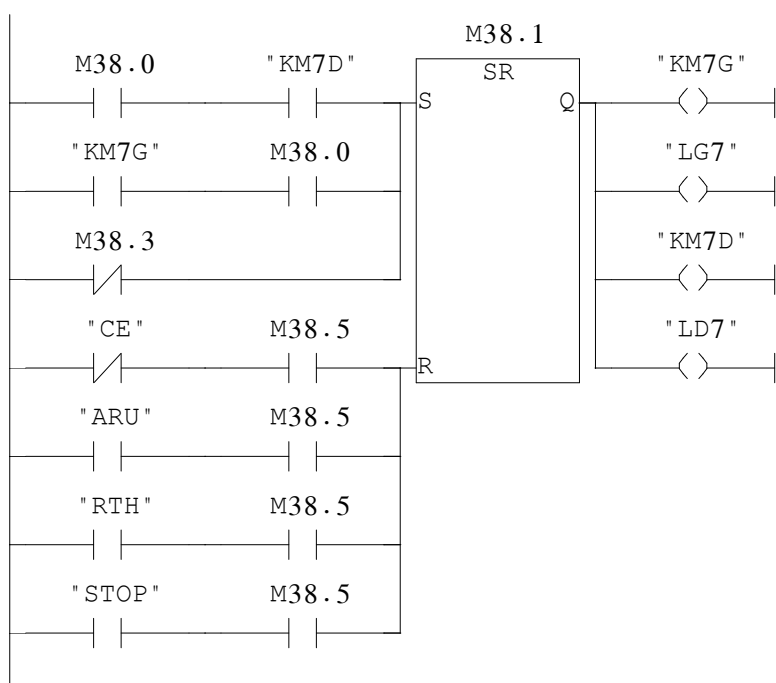 M38.1
M38.0 "KM7D" SR "KM7G"
S Q
"KM7G" M38.0 "LG7"
M38.3 "KM7D"
"CE" M38.5 "LD7"
R
"ARU" M38.5
"RTH" M38.5
"STOP" M38.5